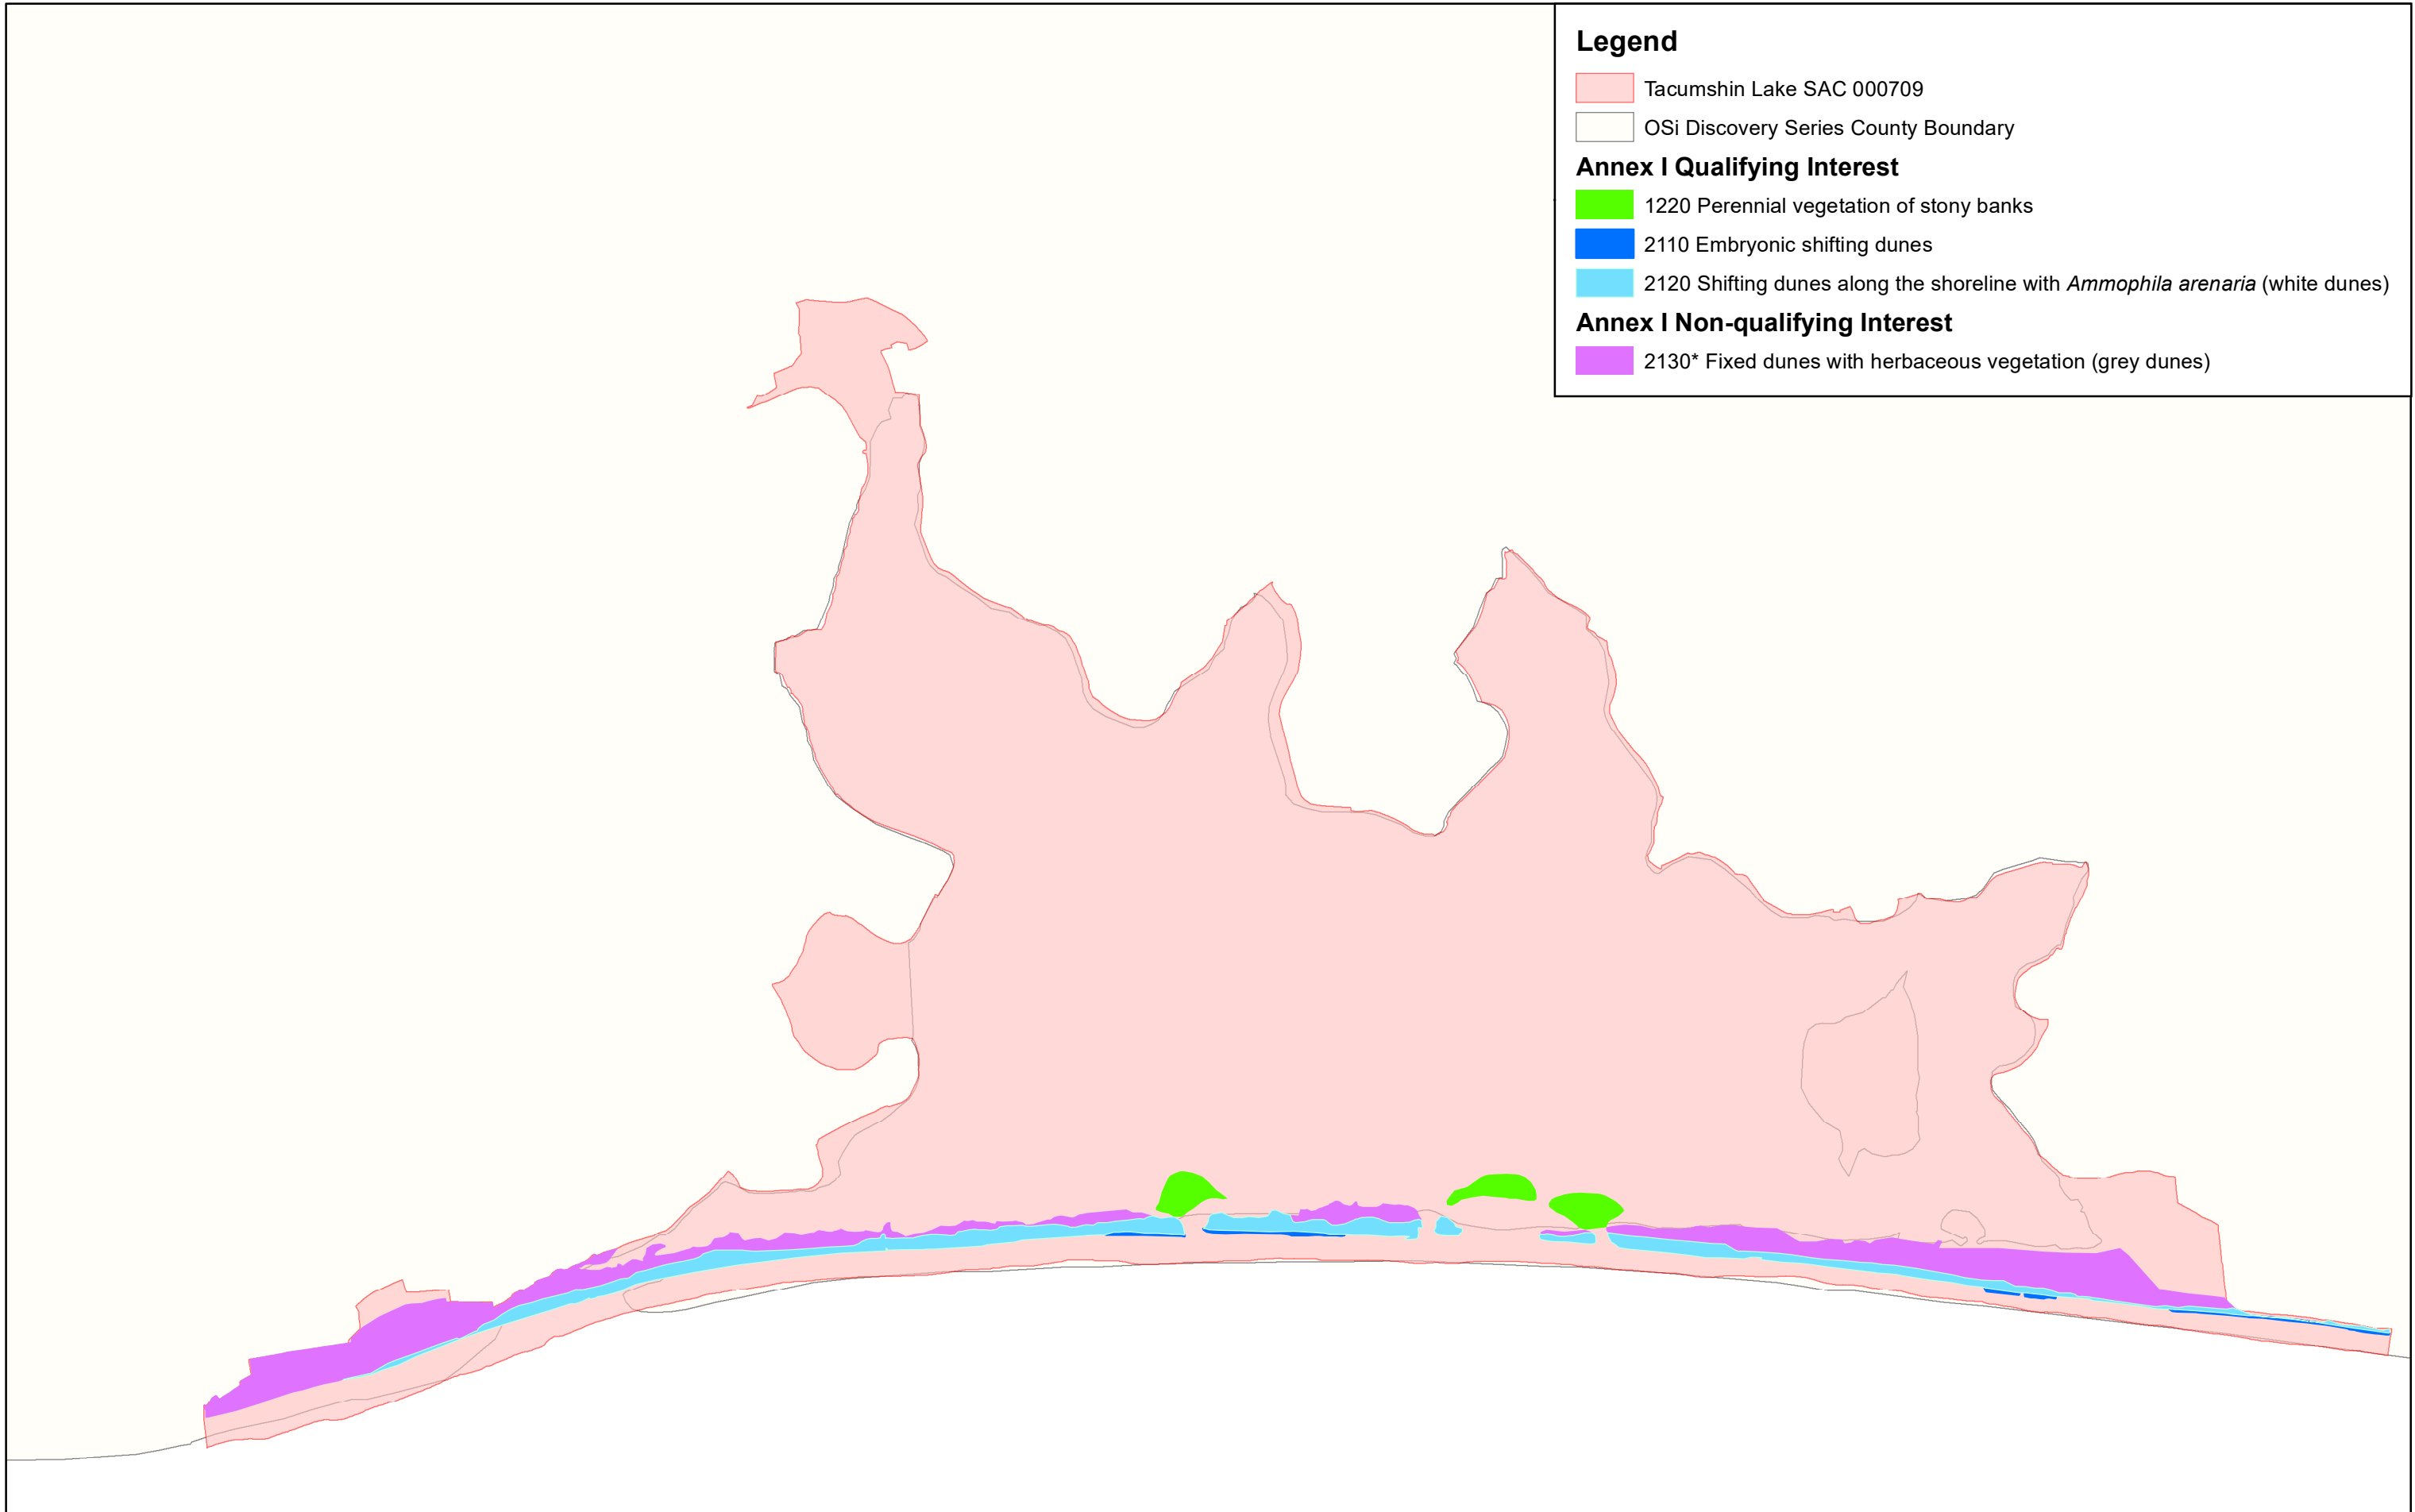 Legend
Tacumshin Lake SAC 000709
OSi Discovery Series County Boundary
Annex I Qualifying Interest
1220 Perennial vegetation of stony banks
2110 Embryonic shifting dunes
2120 Shifting dunes along the shoreline with Ammophila arenaria (white dunes)
Annex I Non-qualifying Interest
2130* Fixed dunes with herbaceous vegetation (grey dunes)